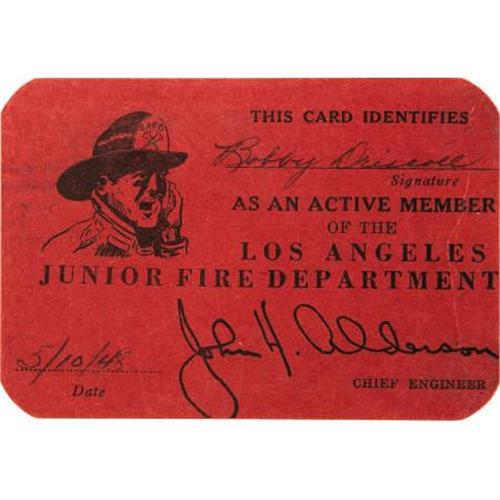 L.A.F.D.
THIS CARD IDENTIFIES
Bobby Driscoll
Signature
AS AN ACTIVE MEMBER
OF THE
LOS ANGELES
JUNIOR FIRE DEPARTMENT
John H. Alderson
5/10/48
Date
CHIEF ENGINEER